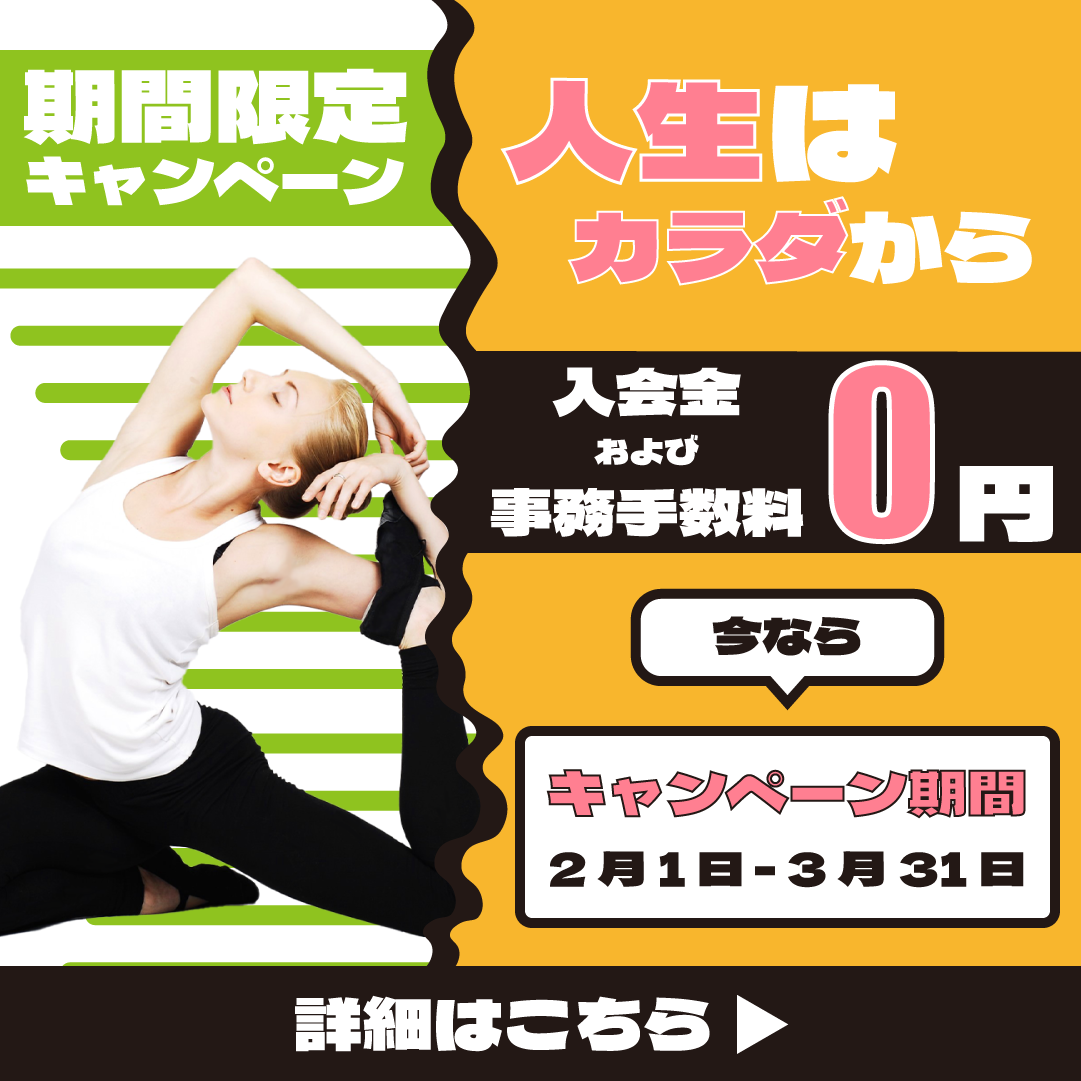 期間限定
キャンペーン
人生は
カラダから
入会金
および
事務手数料
0円
今なら
キャンペーン期間
2月1日-3月31日
詳細はこちら▶